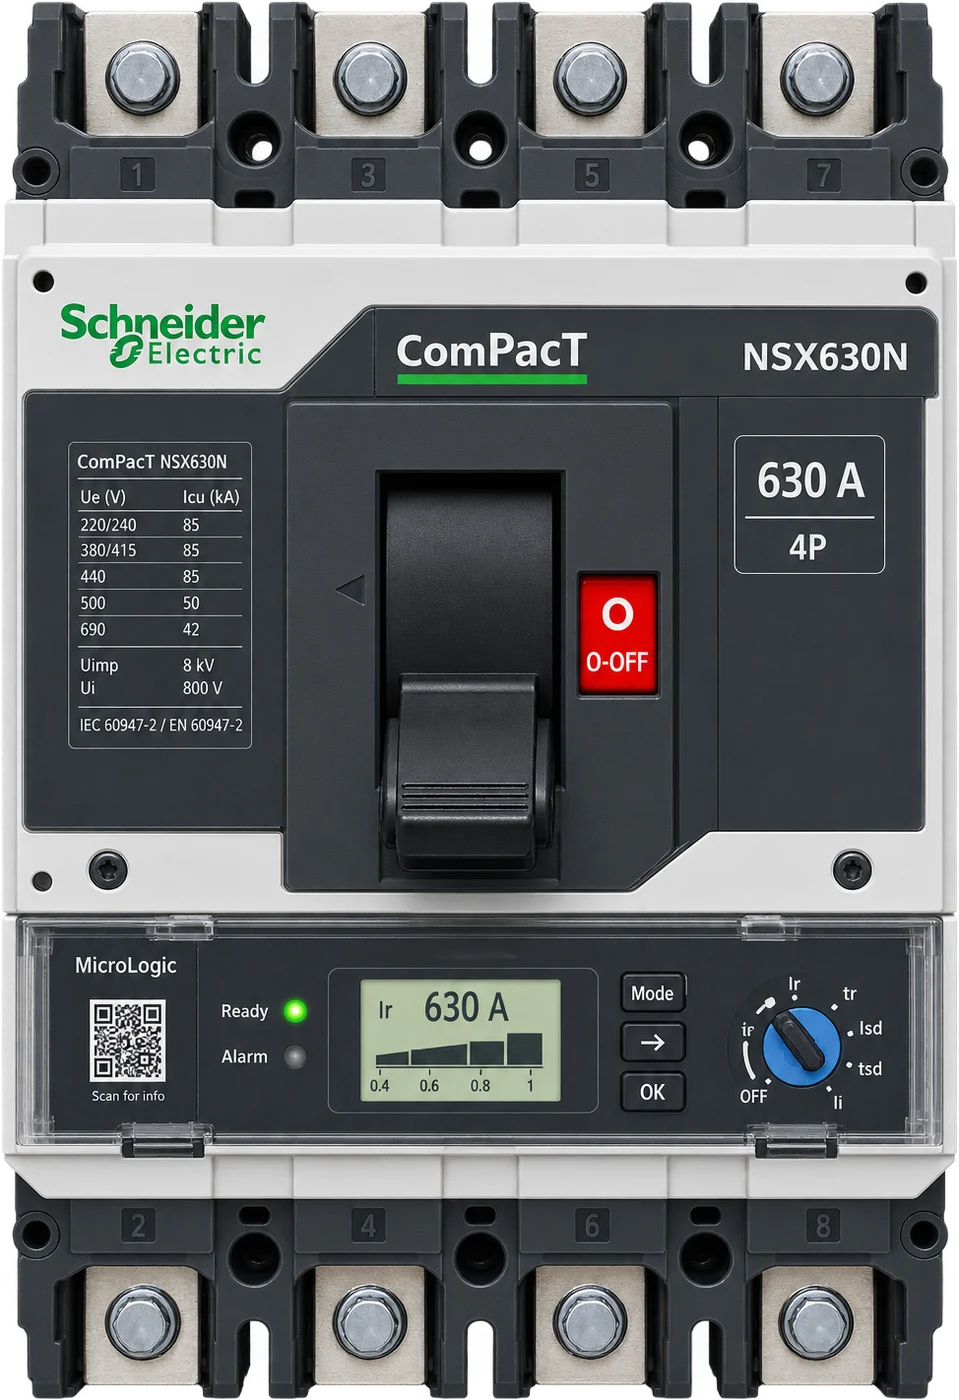 1 3 5 7
Schneider
Electric
ComPacT
NSX630N
ComPacT NSX630N
Ue (V) Icu (kA)
220/240 85
380/415 85
440 85
500 50
690 42
Uimp 8 kV
Ui 800 V
IEC 60947-2 / EN 60947-2
630 A
4P
O
O-OFF
MicroLogic
Scan for info
Ready
Alarm
Ir 630 A
0.4 0.6 0.8 1
Mode
→
OK
Ir
tr
Isd
tsd
Ii
OFF
2 4 6 8